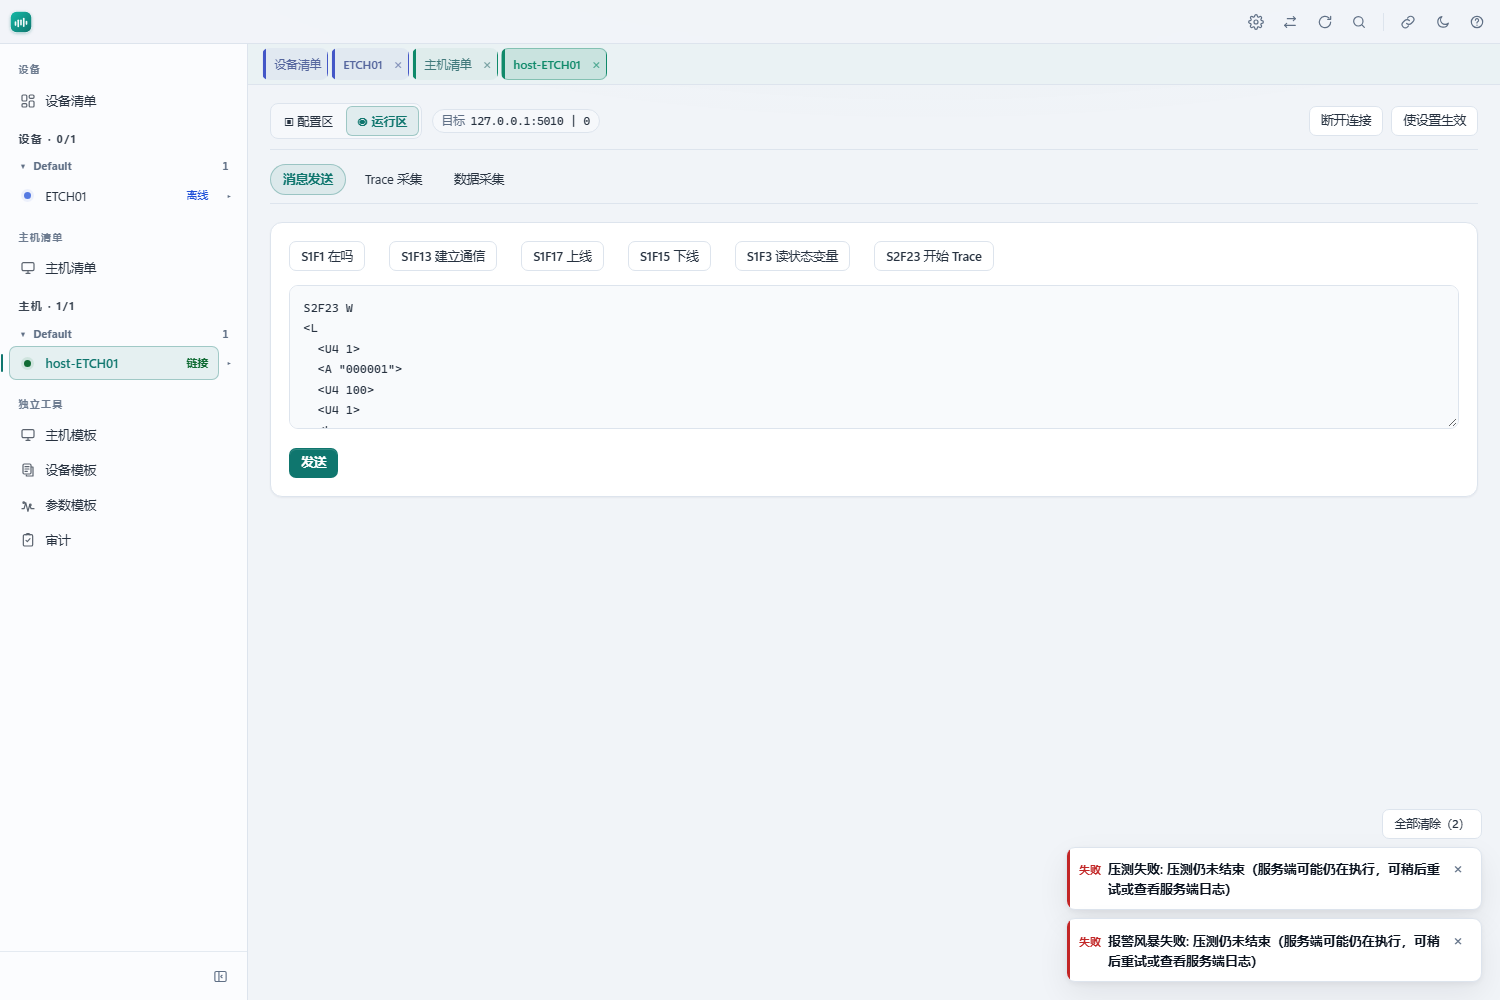 设备
设备清单
设备 · 0/1
Default 1
ETCH01 离线
主机清单
主机清单
主机 · 1/1
Default 1
host-ETCH01 链接
独立工具
主机模板
设备模板
参数模板
审计
设备清单 ETCH01 × 主机清单 × host-ETCH01 ×
配置区 运行区 目标 127.0.0.1:5010 | 0 断开连接 使设置生效
消息发送 Trace 采集 数据采集
S1F1 在吗 S1F13 建立通信 S1F17 上线 S1F15 下线 S1F3 读状态变量 S2F23 开始 Trace
S2F23 W
<L
<U4 1>
<A "000001">
<U4 100>
<U4 1>
发送
全部清除（2）
失败 压测失败: 压测仍未结束（服务端可能仍在执行，可稍后重
试或查看服务端日志） ×
失败 报警风暴失败: 压测仍未结束（服务端可能仍在执行，可稍
后重试或查看服务端日志） ×